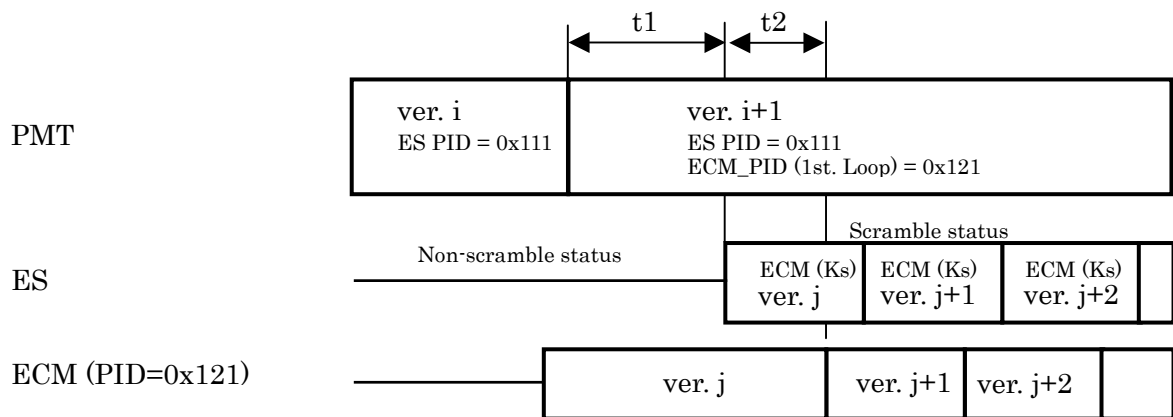 t1
t2
PMT
ver. i
ES PID = 0x111
ver. i+1
ES PID = 0x111
ECM_PID (1st. Loop) = 0x121
ES
Non-scramble status
Scramble status
ECM (Ks)
ver. j
ECM (Ks)
ver. j+1
ECM (Ks)
ver. j+2
ECM (PID=0x121)
ver. j
ver. j+1
ver. j+2